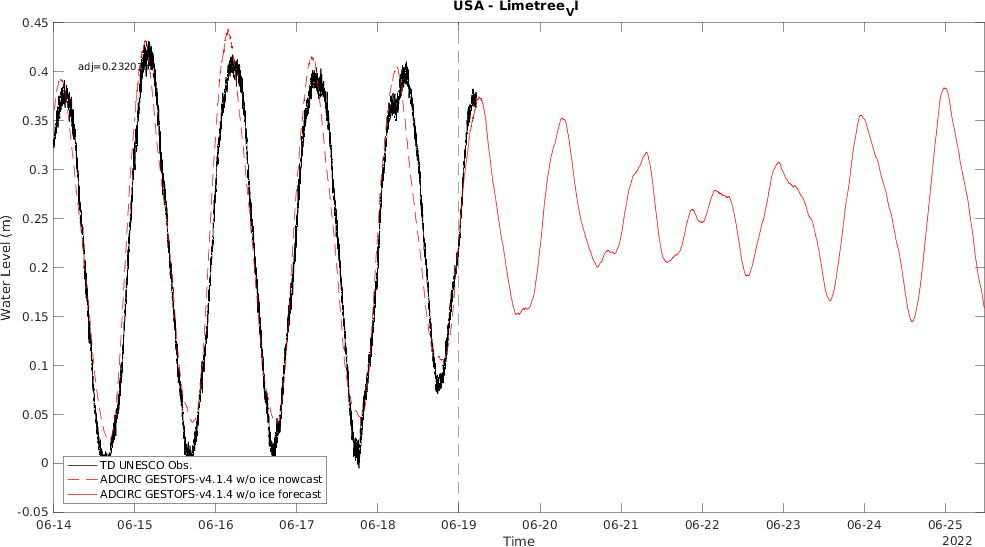 USA - Limetree_VI
0.45
0.4
0.35
0.3
0.25
0.2
0.15
0.1
0.05
0
-0.05
Water Level (m)
adj=0.2320
TD UNESCO Obs.
ADCIRC GESTOFS-v4.1.4 w/o ice nowcast
ADCIRC GESTOFS-v4.1.4 w/o ice forecast
06-14 06-15 06-16 06-17 06-18 06-19 06-20 06-21 06-22 06-23 06-24 06-25
Time
2022